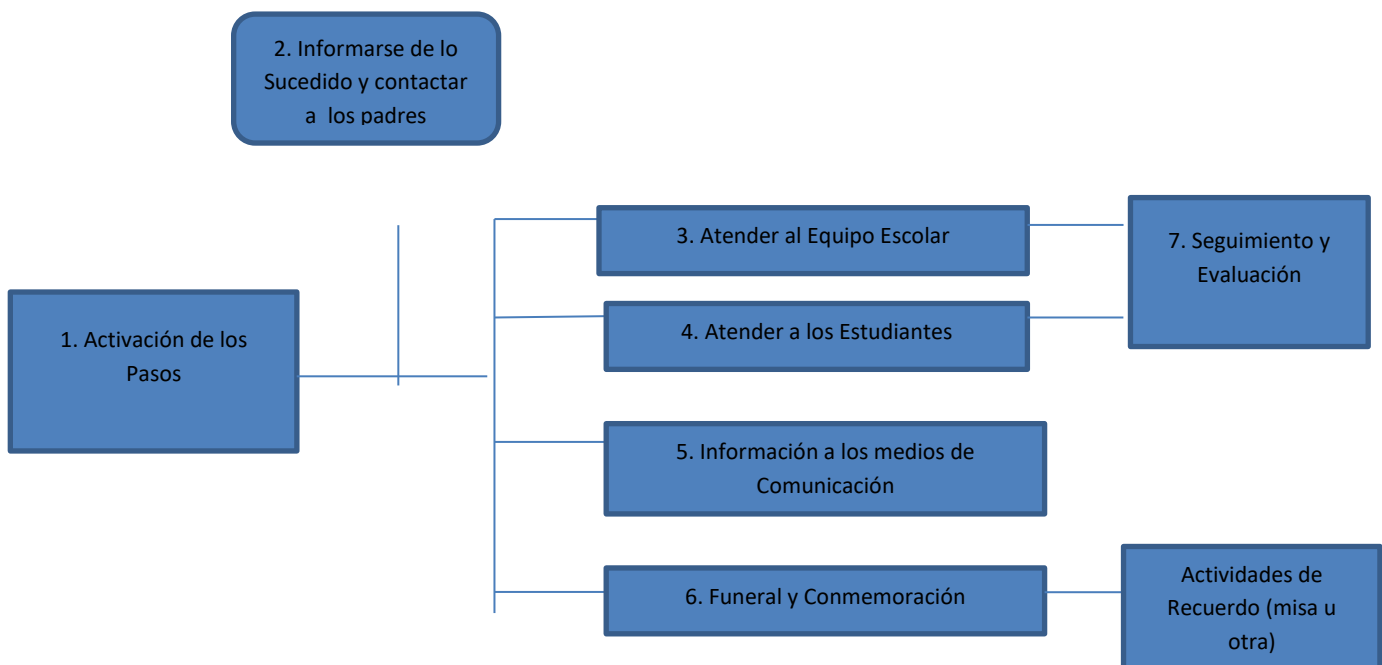 2. Informarse de lo
Sucedido y contactar
a los padres
1. Activación de los
Pasos
3. Atender al Equipo Escolar
4. Atender a los Estudiantes
5. Información a los medios de
Comunicación
6. Funeral y Conmemoración
7. Seguimiento y
Evaluación
Actividades de
Recuerdo (misa u
otra)